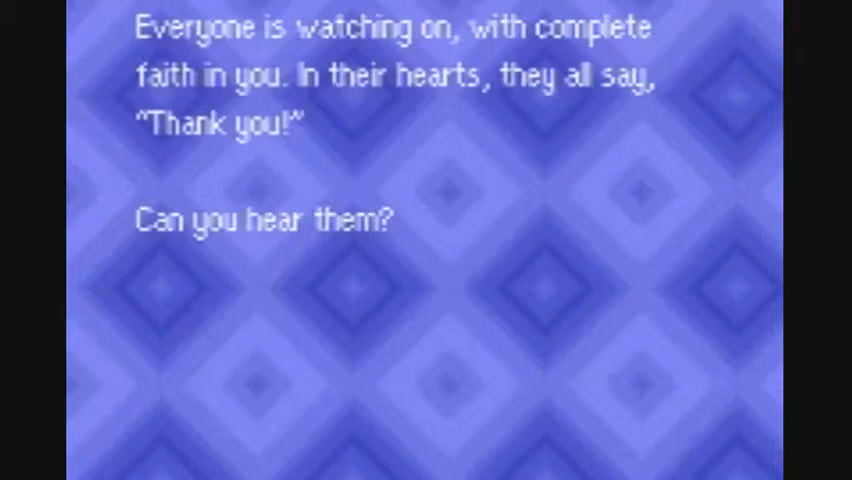 Everyone is watching on, with complete
faith in you. In their hearts, they all say,
“Thank you!”
Can you hear them?